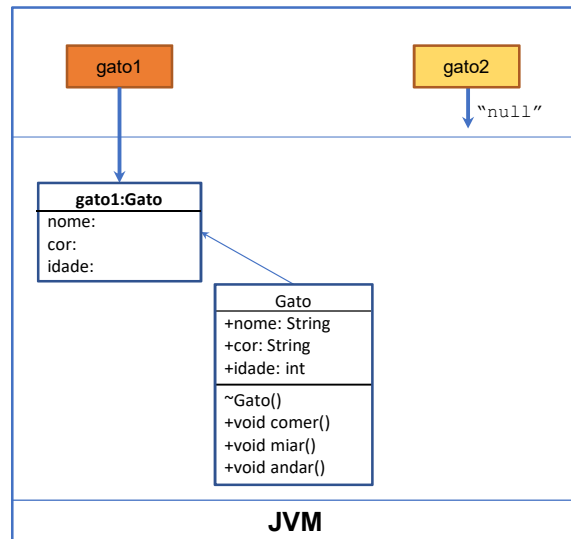 gato1
gato2
“null”
gato1:Gato
nome:
cor:
idade:
Gato
+nome: String
+cor: String
+idade: int
~Gato()
+void comer()
+void miar()
+void andar()
JVM